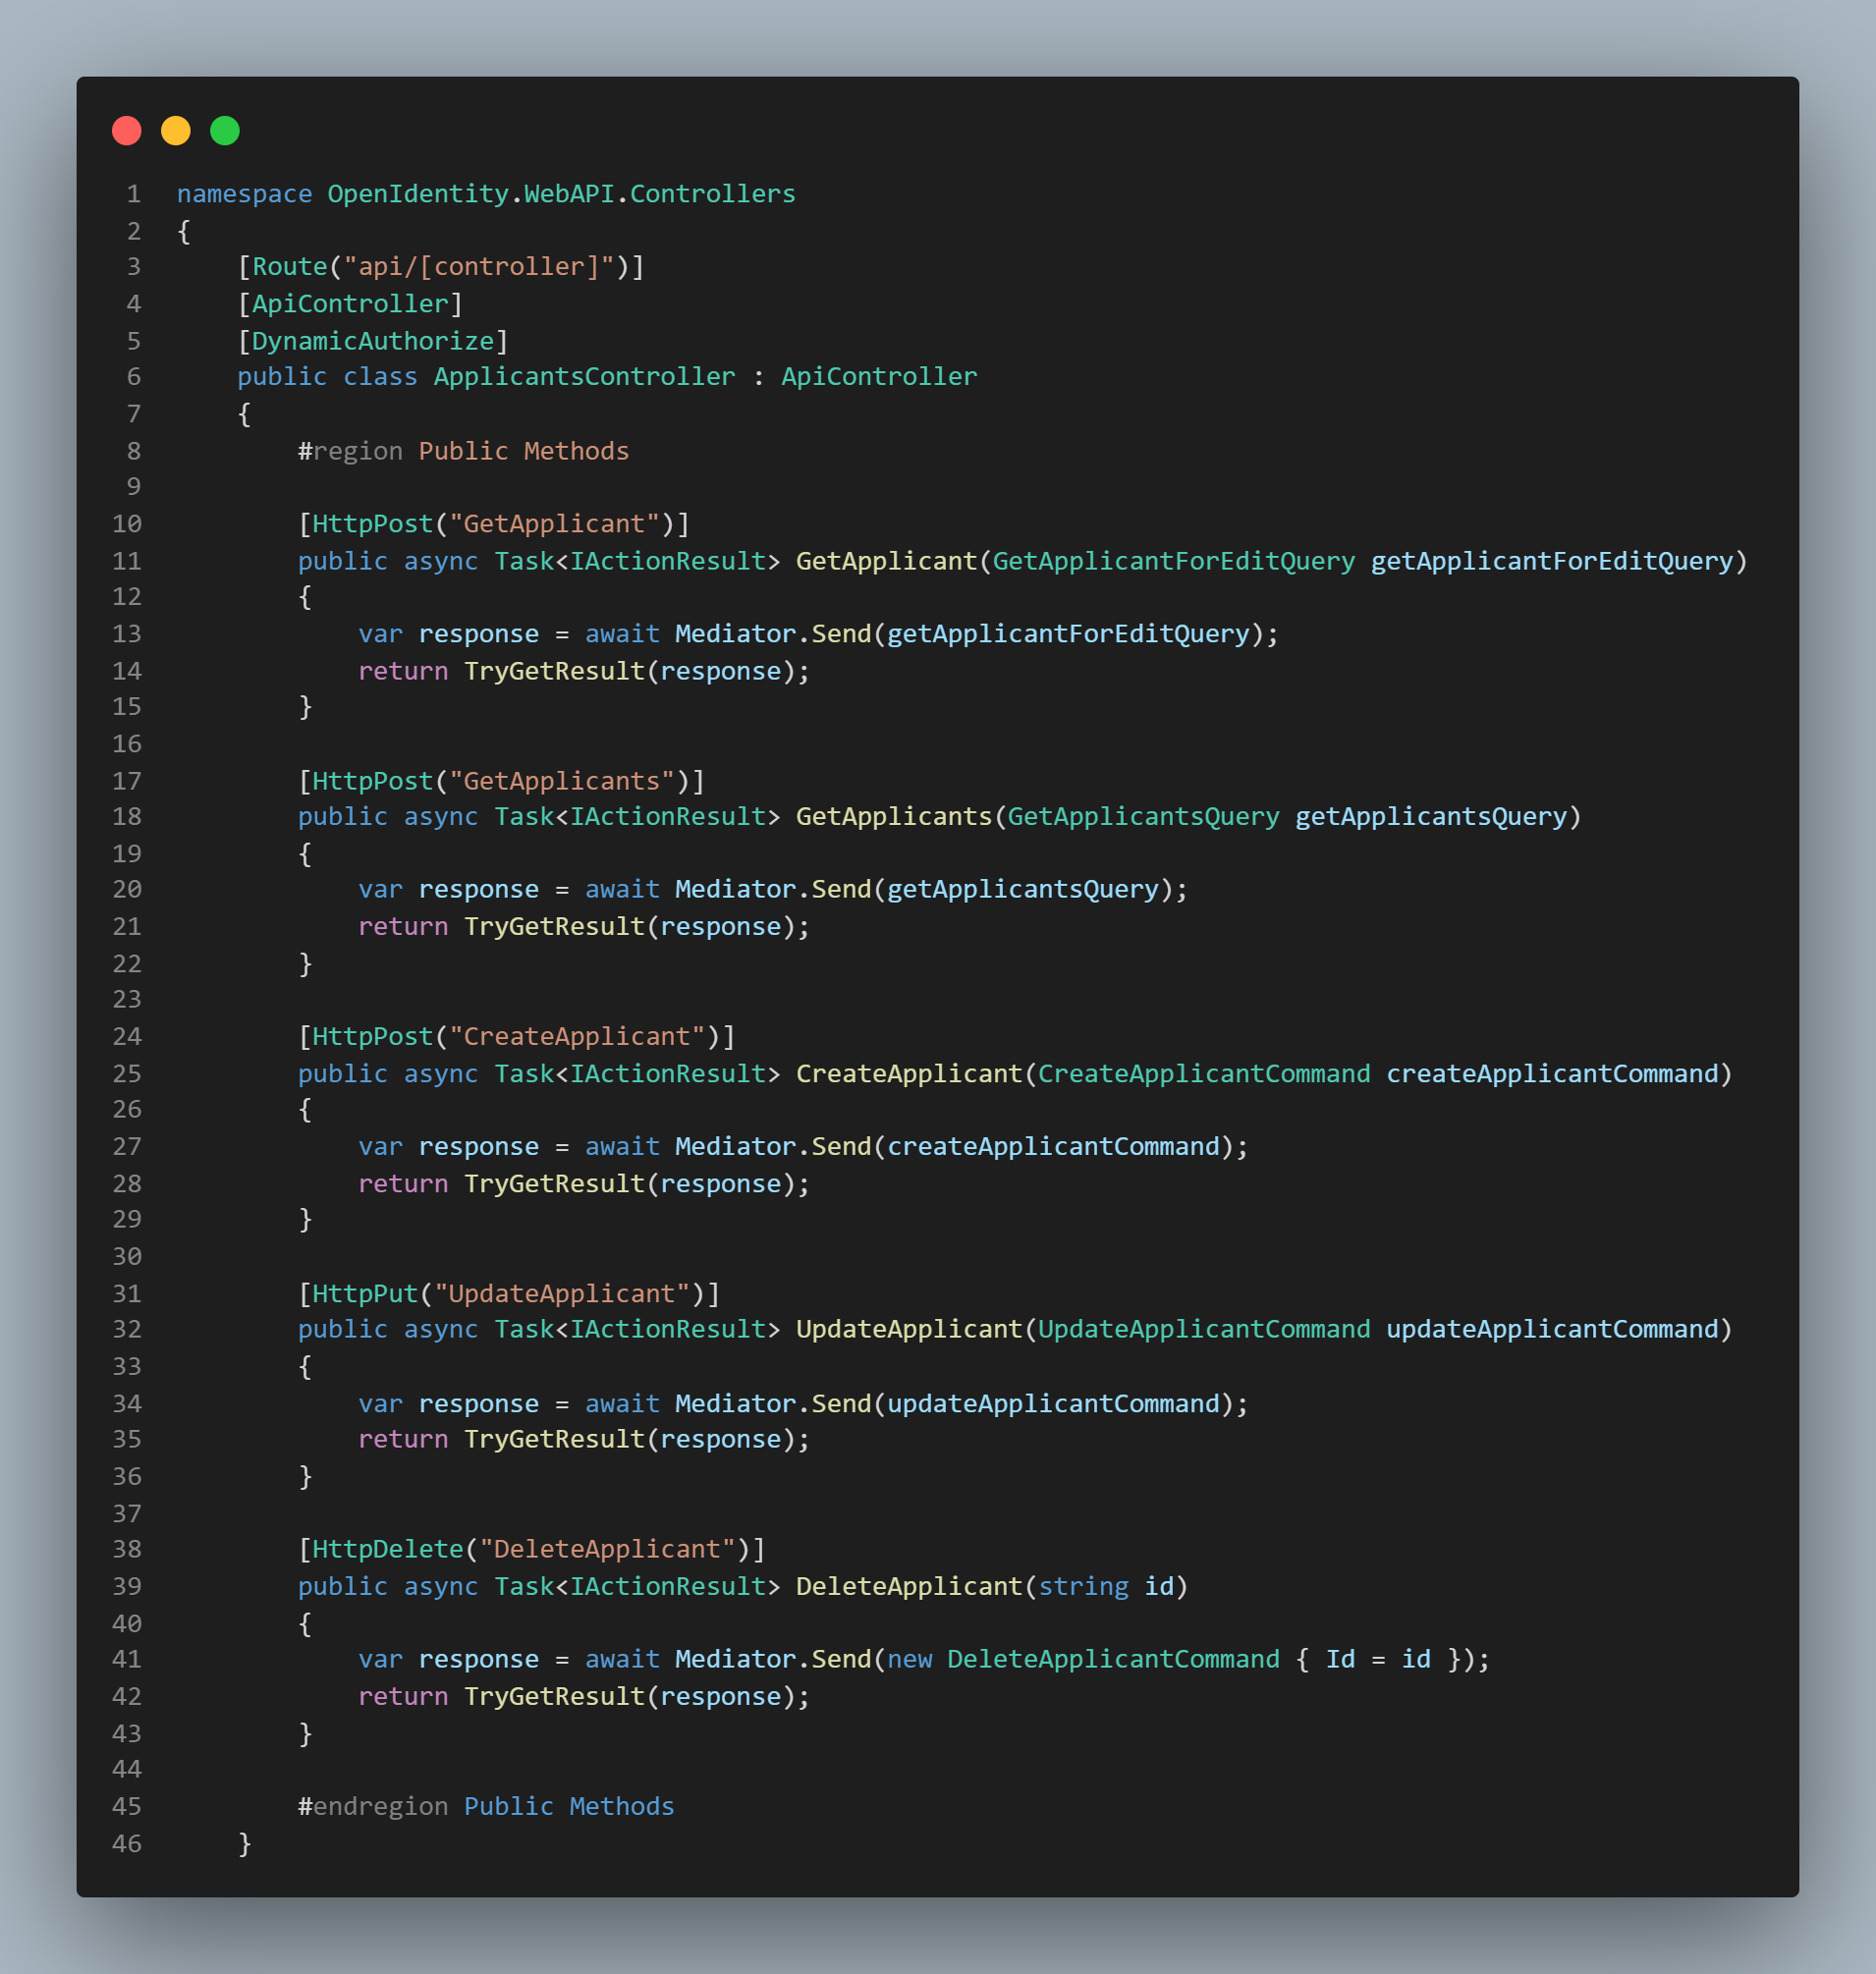 1 namespace OpenIdentity.WebAPI.Controllers
2 {
3     [Route("api/[controller]")]
4     [ApiController]
5     [DynamicAuthorize]
6     public class ApplicantsController : ApiController
7     {
8         #region Public Methods
9
10         [HttpPost("GetApplicant")]
11         public async Task<IActionResult> GetApplicant(GetApplicantForEditQuery getApplicantForEditQuery)
12         {
13             var response = await Mediator.Send(getApplicantForEditQuery);
14             return TryGetResult(response);
15         }
16
17         [HttpPost("GetApplicants")]
18         public async Task<IActionResult> GetApplicants(GetApplicantsQuery getApplicantsQuery)
19         {
20             var response = await Mediator.Send(getApplicantsQuery);
21             return TryGetResult(response);
22         }
23
24         [HttpPost("CreateApplicant")]
25         public async Task<IActionResult> CreateApplicant(CreateApplicantCommand createApplicantCommand)
26         {
27             var response = await Mediator.Send(createApplicantCommand);
28             return TryGetResult(response);
29         }
30
31         [HttpPut("UpdateApplicant")]
32         public async Task<IActionResult> UpdateApplicant(UpdateApplicantCommand updateApplicantCommand)
33         {
34             var response = await Mediator.Send(updateApplicantCommand);
35             return TryGetResult(response);
36         }
37
38         [HttpDelete("DeleteApplicant")]
39         public async Task<IActionResult> DeleteApplicant(string id)
40         {
41             var response = await Mediator.Send(new DeleteApplicantCommand { Id = id });
42             return TryGetResult(response);
43         }
44
45         #endregion Public Methods
46     }